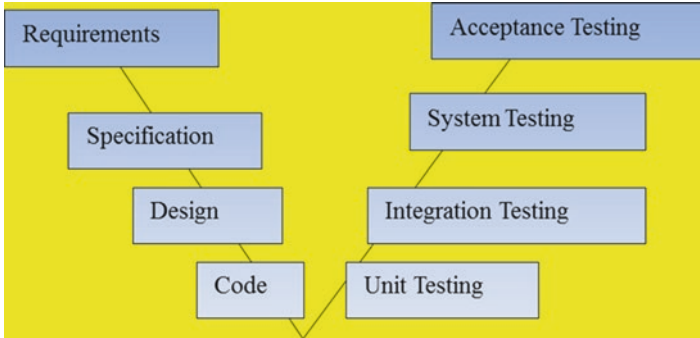 Requirements
Acceptance Testing
Specification
System Testing
Design
Integration Testing
Code
Unit Testing